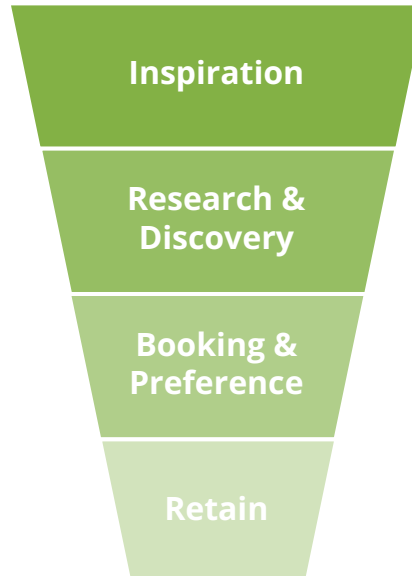 Inspiration
Research &
Discovery
Booking &
Preference
Retain